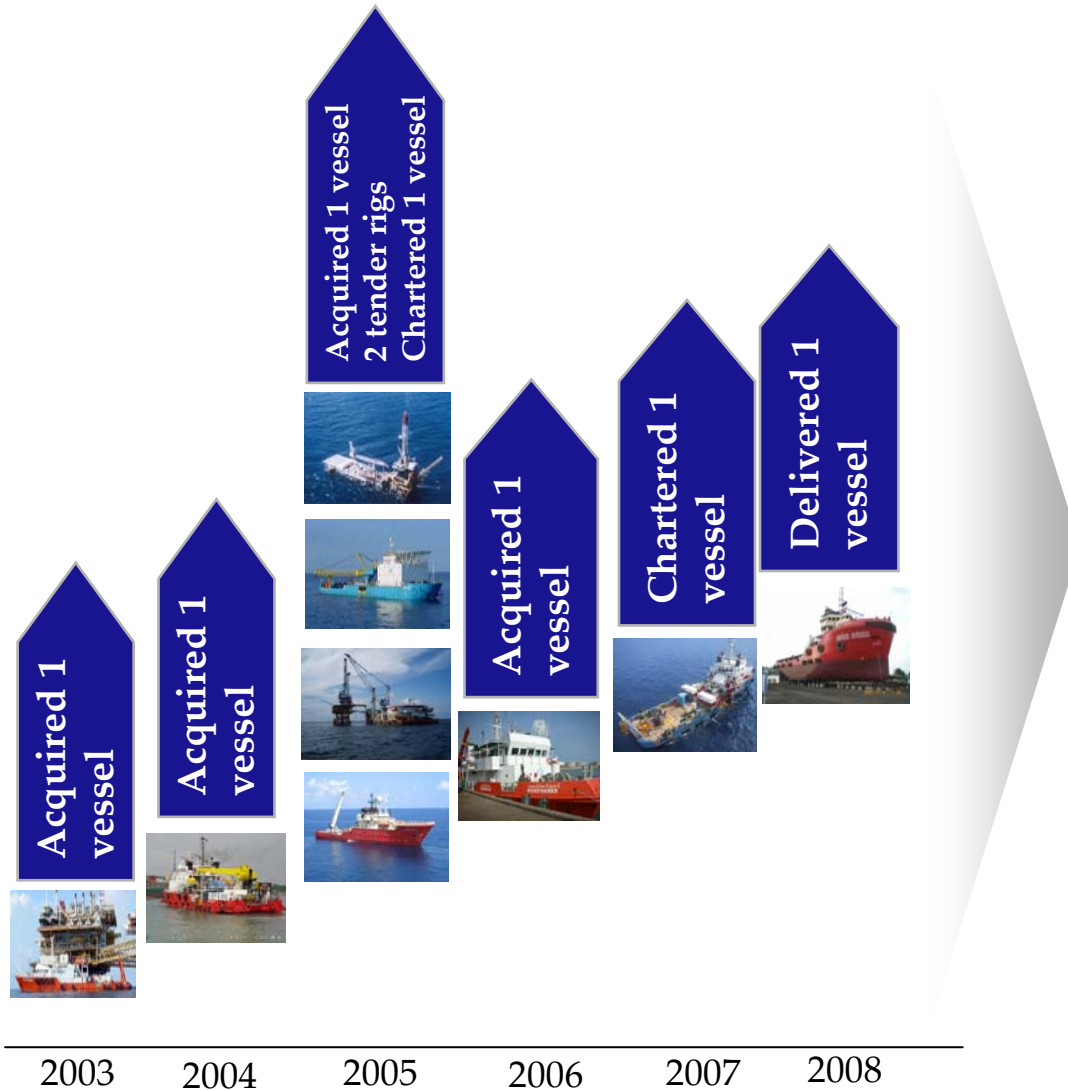 Acquired 1
vessel
Acquired 1
vessel
Acquired 1 vessel
2 tender rigs
Chartered 1 vessel
Acquired 1
vessel
Chartered 1
vessel
Delivered 1
vessel
PERFORMER
2003
2004
2005
2006
2007
2008